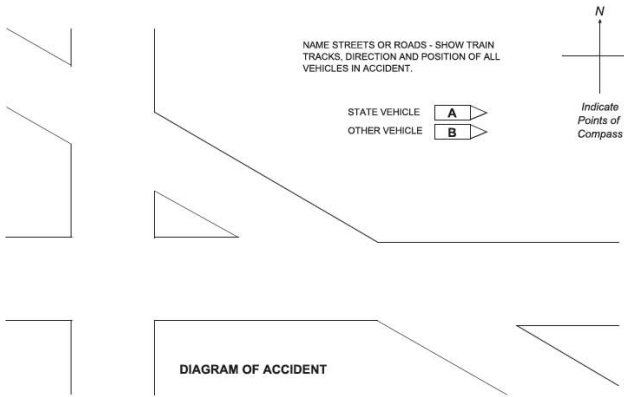 N
NAME STREETS OR ROADS - SHOW TRAIN
TRACKS, DIRECTION AND POSITION OF ALL
VEHICLES IN ACCIDENT.
STATE VEHICLE A
OTHER VEHICLE B
Indicate
Points of
Compass
DIAGRAM OF ACCIDENT